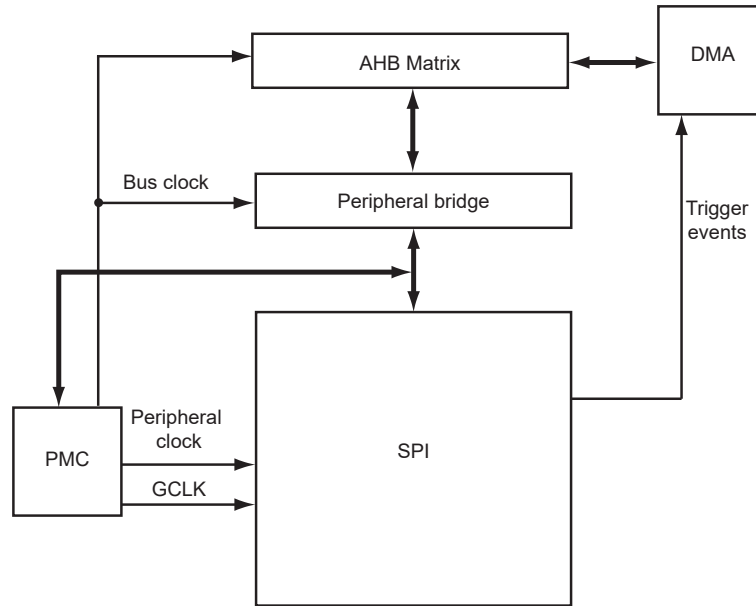 AHB Matrix
DMA
Bus clock
Peripheral bridge
Trigger
events
Peripheral
clock
PMC
SPI
GCLK